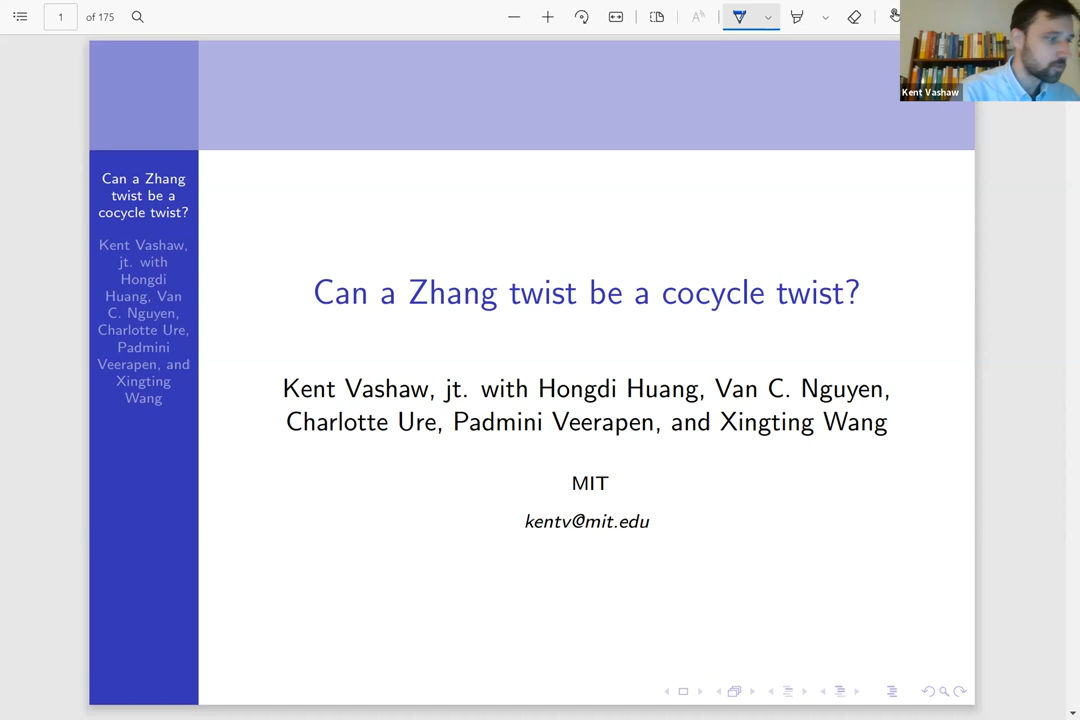 1 of 175
Kent Vashaw
Can a Zhang
twist be a
cocycle twist?
Kent Vashaw,
jt. with
Hongdi
Huang, Van
C. Nguyen,
Charlotte Ure,
Padmini
Veerapen, and
Xingting
Wang
Can a Zhang twist be a cocycle twist?
Kent Vashaw, jt. with Hongdi Huang, Van C. Nguyen,
Charlotte Ure, Padmini Veerapen, and Xingting Wang
MIT
kentv@mit.edu